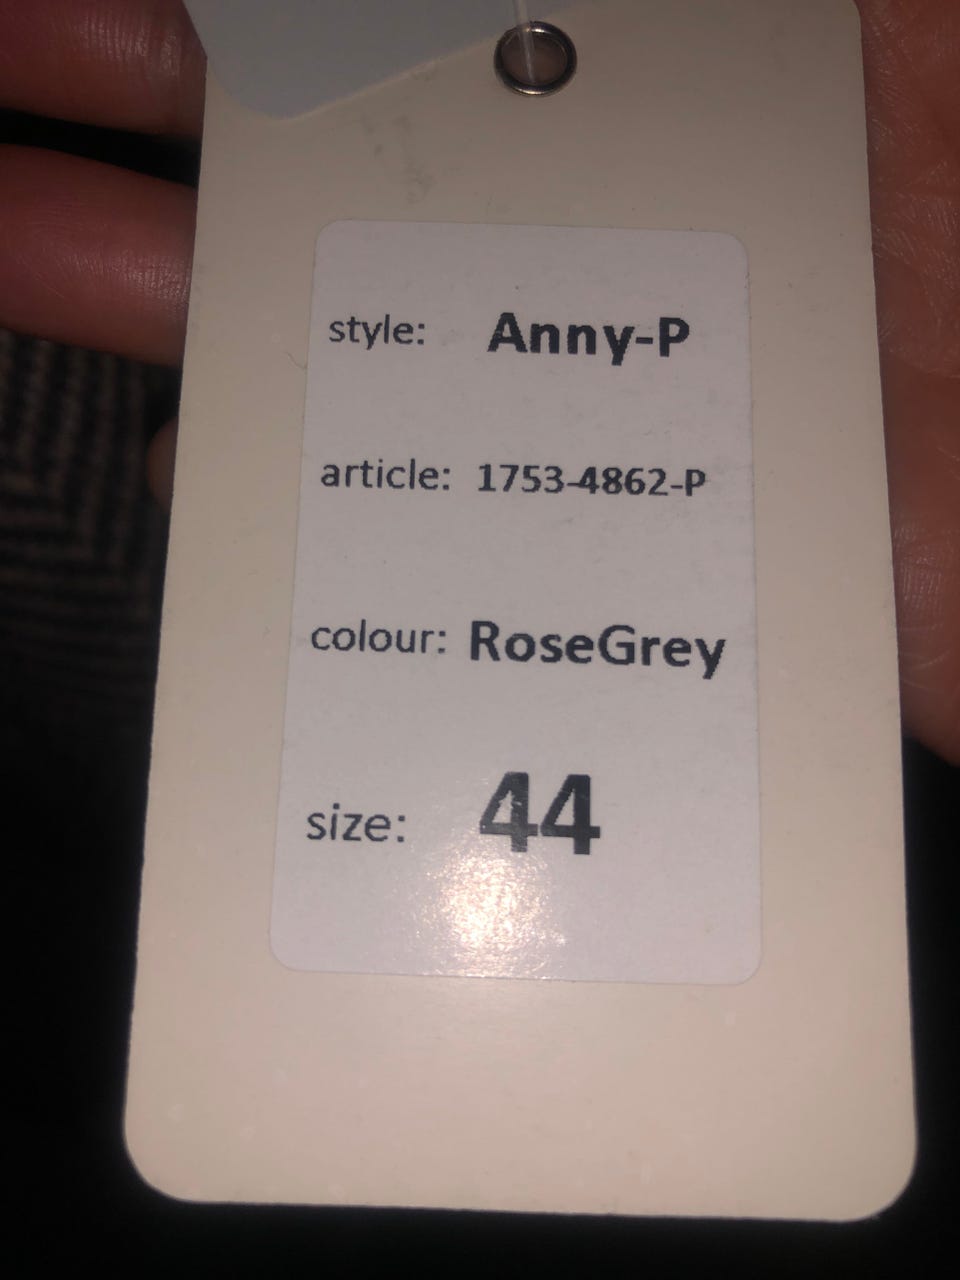 style: Anny-P
article: 1753-4862-P
colour: RoseGrey
size: 44